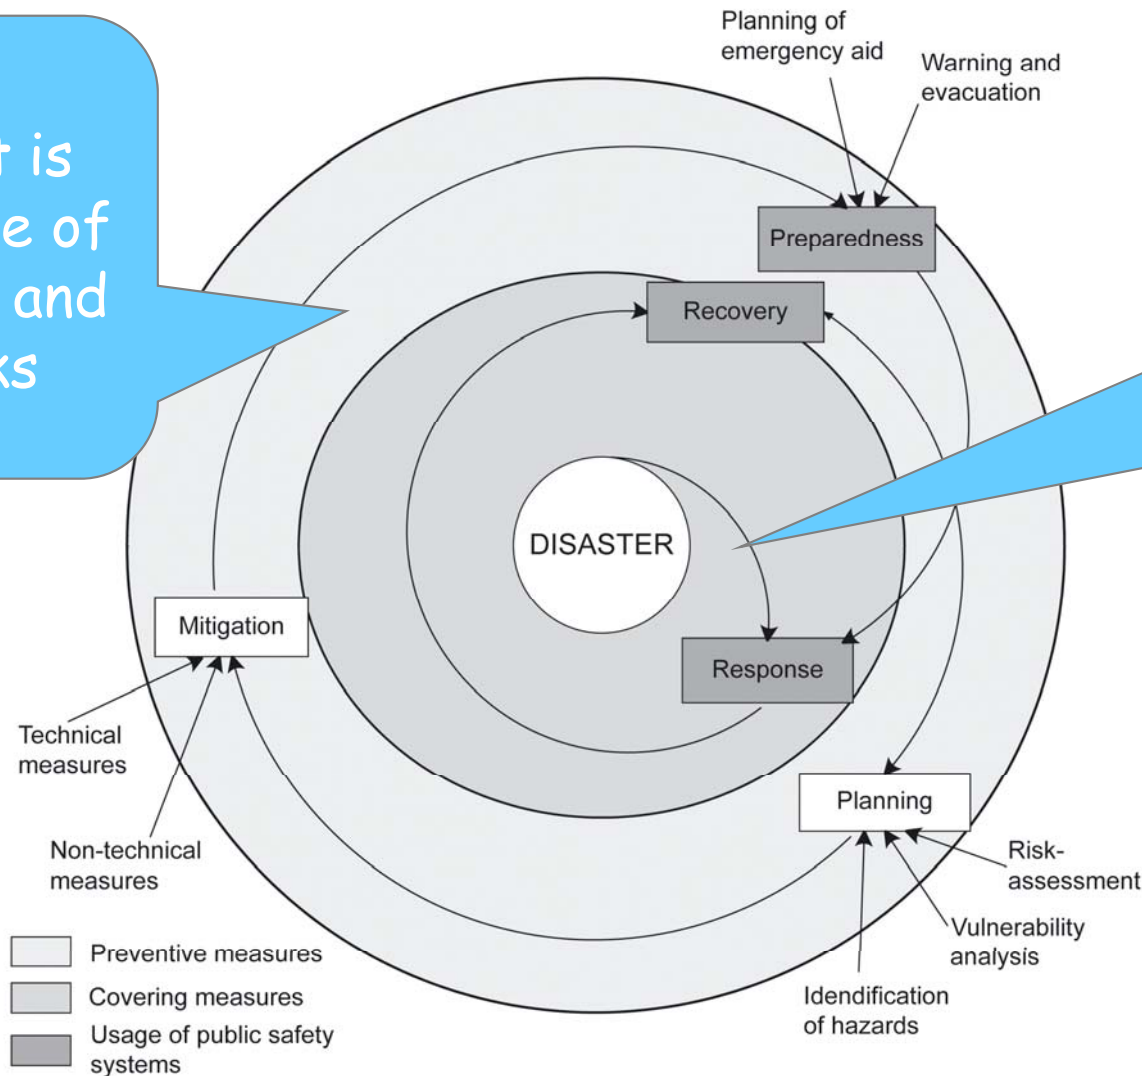 Planning of
emergency aid
Warning and
evacuation
t is
e of
and
ks
Preparedness
Recovery
DISASTER
Mitigation
Response
Technical
measures
Planning
Non-technical
measures
Risk-
assessment
Vulnerability
analysis
Preventive measures
Covering measures
Idendification
of hazards
Usage of public safety
systems